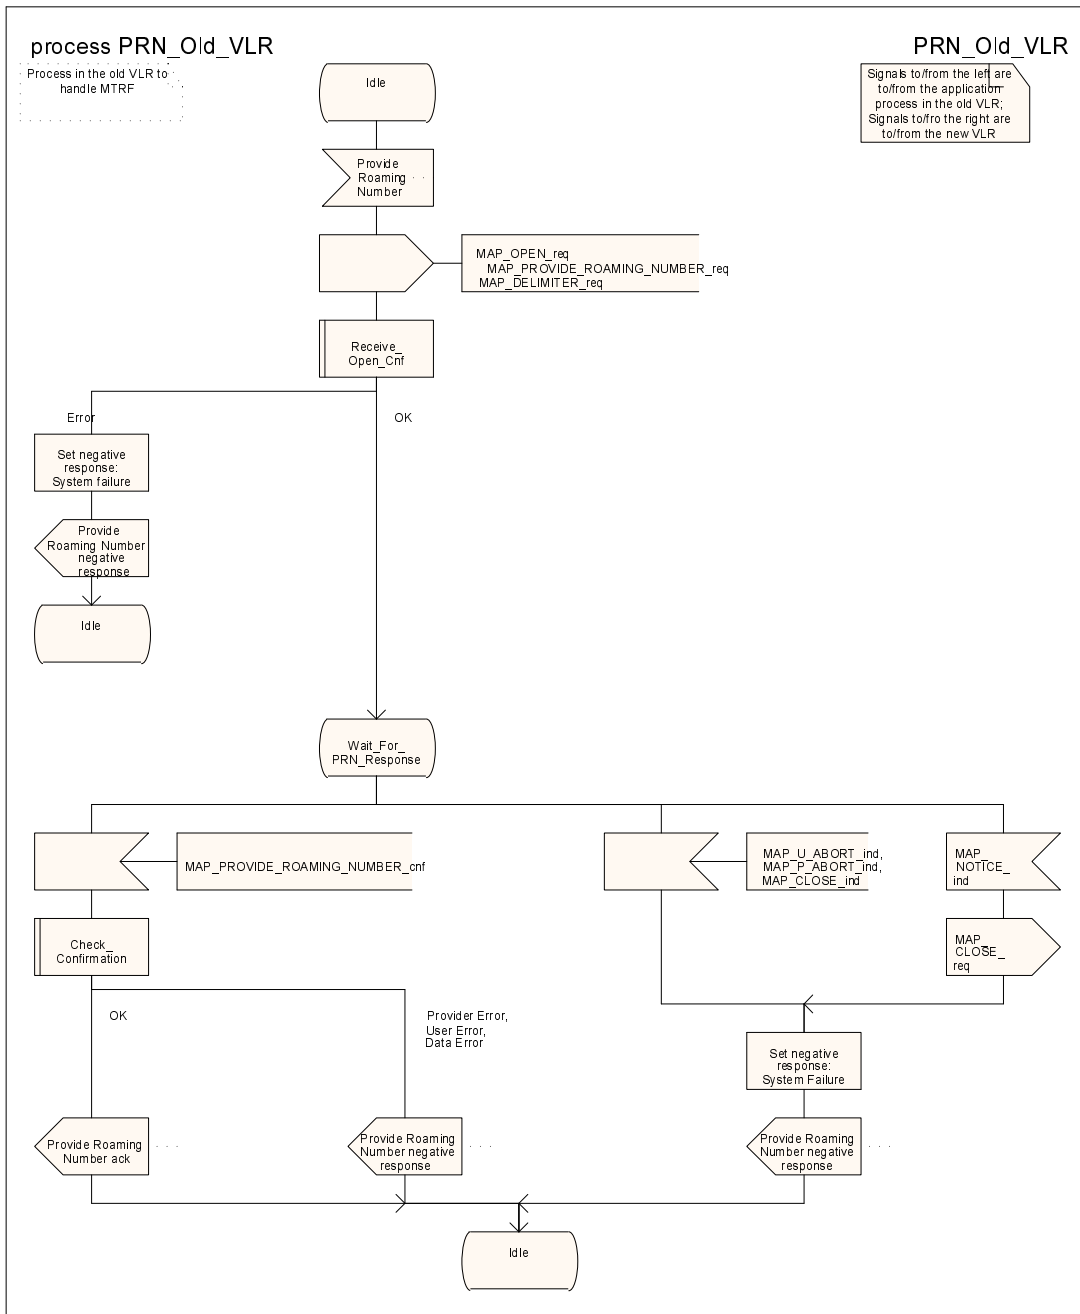 process PRN_Old_VLR
PRN_Old_VLR
Process in the old VLR to
handle MTRF
Signals to/from the left are
to/from the application
process in the old VLR;
Signals to/fro the right are
to/from the new VLR
Idle
Provide
Roaming
Number
MAP_OPEN_req
MAP_PROVIDE_ROAMING_NUMBER_req
MAP_DELIMITER_req
Receive_
Open_Cnf
Error
OK
Set negative
response:
System failure
Provide
Roaming Number
negative
response
Idle
Wait_For_
PRN_Response
MAP_PROVIDE_ROAMING_NUMBER_cnf
MAP_U_ABORT_ind,
MAP_P_ABORT_ind,
MAP_CLOSE_ind
MAP_
NOTICE_
ind
Check_
Confirmation
MAP_
CLOSE_
req
OK
Provider Error,
User Error,
Data Error
Set negative
response:
System Failure
Provide Roaming
Number ack
Provide Roaming
Number negative
response
Provide Roaming
Number negative
response
Idle